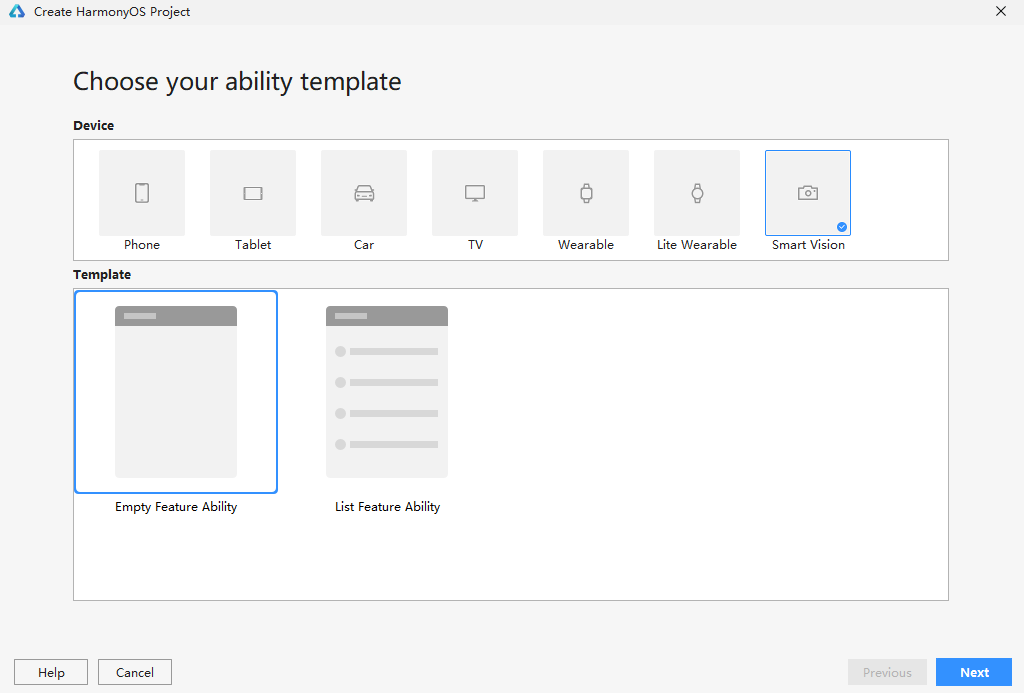 Create HarmonyOS Project
Choose your ability template
Device
Phone Tablet Car TV Wearable Lite Wearable Smart Vision
Template
Empty Feature Ability List Feature Ability
Help Cancel Previous Next